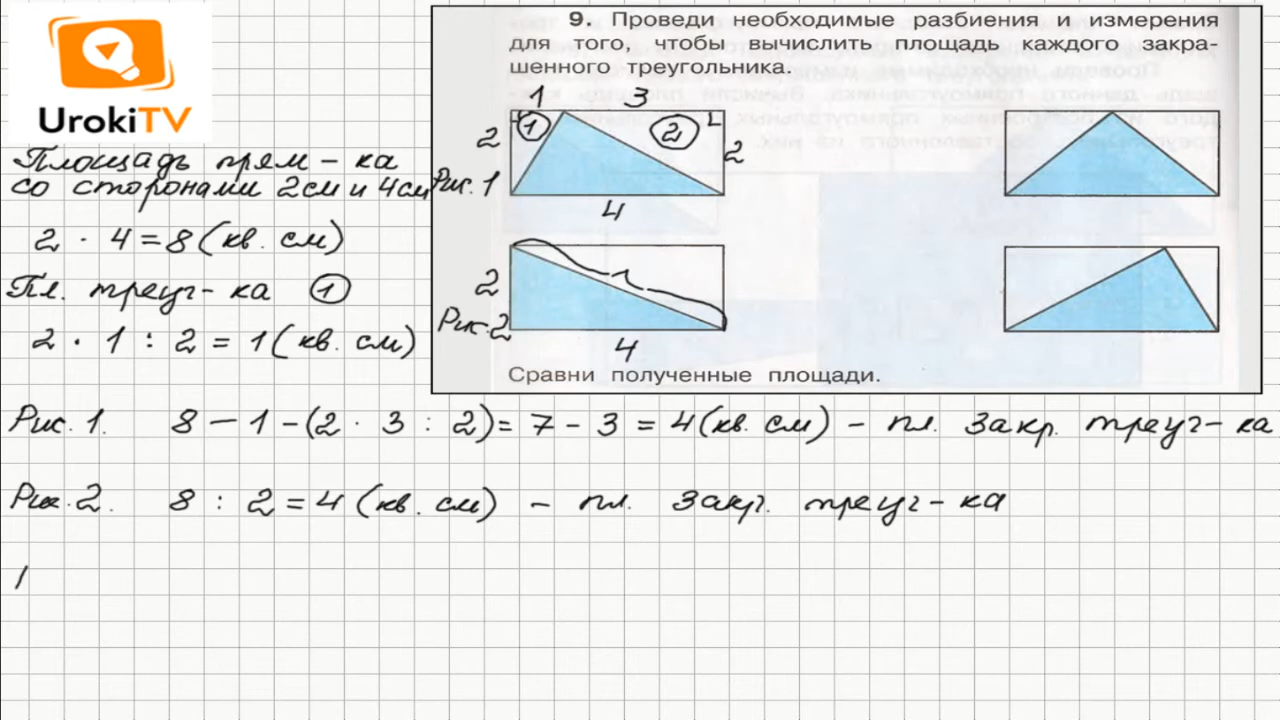 UrokiTV
9. Проведи необходимые разбиения и измерения
для того, чтобы вычислить площадь каждого закра-
шенного треугольника.
1 3
2 1 2 2
Рис. 1
4
2 1
Рис. 2
4
Сравни полученные площади.
Площадь прям-ка
со сторонами 2см и 4см
2 · 4 = 8 (кв. см)
Пл. треуг-ка 1
2 · 1 : 2 = 1 (кв. см)
Рис. 1. 8 - 1 - (2 · 3 : 2) = 7 - 3 = 4 (кв. см) - пл. закр. треуг-ка
Рис. 2. 8 : 2 = 4 (кв. см) - пл. закр. треуг-ка